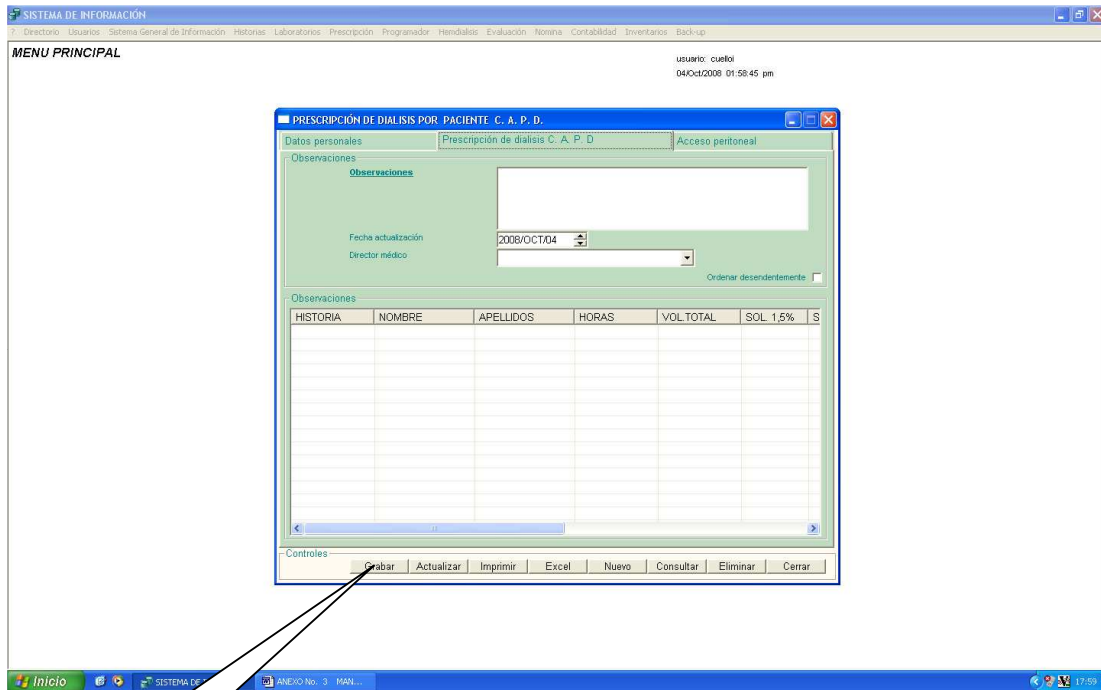 SISTEMA DE INFORMACIÓN
? Directorio Usuarios Sistema General de Información Historias Laboratorios Prescripción Programador Hemdialisis Evaluación Nomina Contabilidad Inventarios Back-up
MENU PRINCIPAL
usuario: cuelloi
04/Oct/2008 01:58:45 pm
PRESCRIPCIÓN DE DIALISIS POR PACIENTE C. A. P. D.
Datos personales Prescripción de dialisis C. A. P. D Acceso peritoneal
Observaciones
Observaciones
Fecha actualización 2008/OCT/04
Director médico
Ordenar desendentemente
Observaciones
HISTORIA NOMBRE APELLIDOS HORAS VOL.TOTAL SOL. 1,5% S
Controles
Grabar Actualizar Imprimir Excel Nuevo Consultar Eliminar Cerrar
Inicio SISTEMA DE ANEXO No. 3 MAN... 17:59